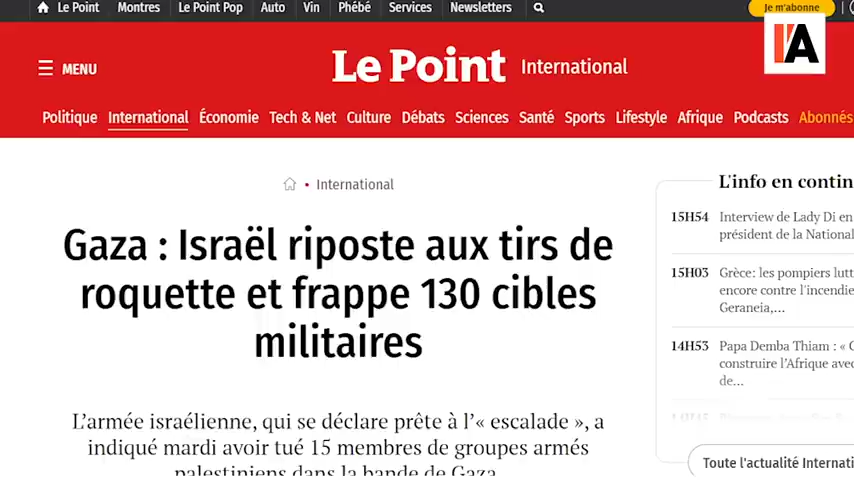 Le Point Montres Le Point Pop Auto Vin Phébé Services Newsletters Je m'abonne
I'A
MENU Le Point International
Politique International Économie Tech & Net Culture Débats Sciences Santé Sports Lifestyle Afrique Podcasts Abonnés
International
Gaza : Israël riposte aux tirs de
roquette et frappe 130 cibles
militaires
L'armée israélienne, qui se déclare prête à l'« escalade », a
indiqué mardi avoir tué 15 membres de groupes armés
palestiniens dans la bande de Gaza
L'info en contin
15H54 Interview de Lady Di en
président de la National
15H03 Grèce: les pompiers lutt
encore contre l'incendie
Geraneia,...
14H53 Papa Demba Thiam : « C
construire l'Afrique avec
de...
Toute l'actualité Internati